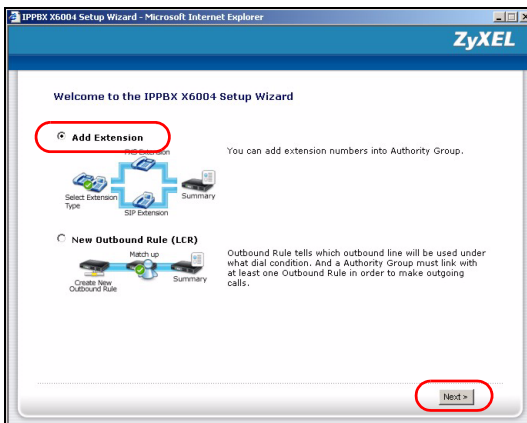 IPPBX X6004 Setup Wizard - Microsoft Internet Explorer
ZyXEL
Welcome to the IPPBX X6004 Setup Wizard
Add Extension
You can add extension numbers into Authority Group.
Extension
Select Extension
Type
Summary
SIP Extension
New Outbound Rule (LCR)
Outbound Rule tells which outbound line will be used under
what dial condition. And a Authority Group must link with
at least one Outbound Rule in order to make outgoing
calls.
Match up
Create New
Outbound Rule
Summary
Next >